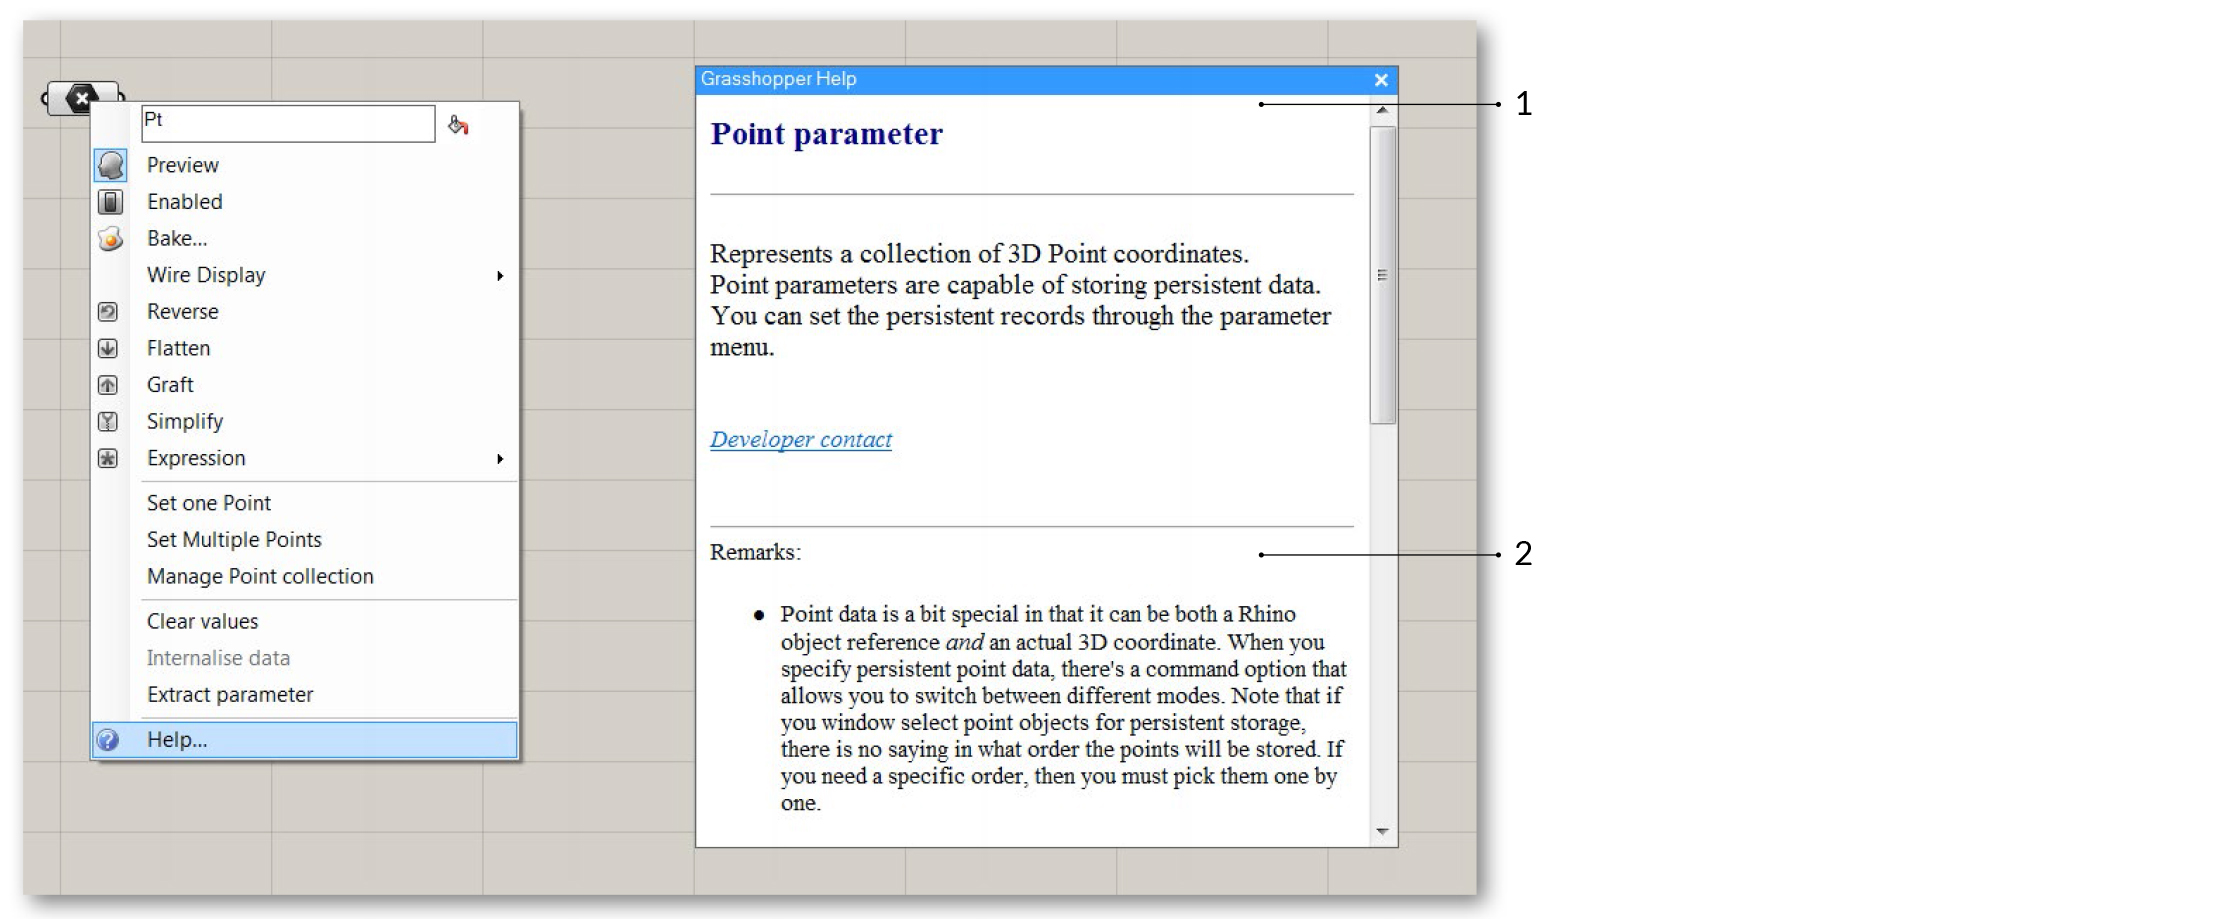 Pt
Preview
Enabled
Bake...
Wire Display
Reverse
Flatten
Graft
Simplify
Expression
Set one Point
Set Multiple Points
Manage Point collection
Clear values
Internalise data
Extract parameter
Help...
Grasshopper Help
1
Point parameter
Represents a collection of 3D Point coordinates.
Point parameters are capable of storing persistent data.
You can set the persistent records through the parameter
menu.
Developer contact
Remarks:
2
● Point data is a bit special in that it can be both a Rhino
object reference and an actual 3D coordinate. When you
specify persistent point data, there's a command option that
allows you to switch between different modes. Note that if
you window select point objects for persistent storage,
there is no saying in what order the points will be stored. If
you need a specific order, then you must pick them one by
one.